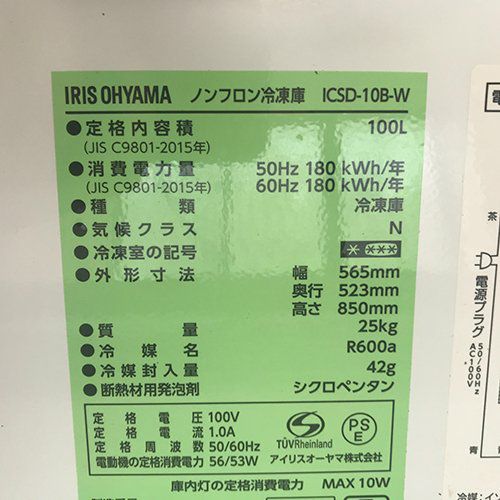 IRIS OHYAMA ノンフロン冷凍庫 ICSD-10B-W
●定格内容積 100L
(JIS C9801-2015年)
●消費電力量 50Hz 180 kWh/年
(JIS C9801-2015年) 60Hz 180 kWh/年
●種類 冷凍庫
●気候クラス N
●冷凍室の記号
●外形寸法 幅 565mm
奥行 523mm
高さ 850mm
●質量 25kg
●冷媒名 R600a
●冷媒封入量 42g
●断熱材用発泡剤 シクロペンタン
定格電圧 100V
定格電流 1.0A
定格周波数 50/60Hz
電動機の定格消費電力 56/53W
TÜVRheinland
PSE
アイリスオーヤマ株式会社
庫内灯の定格消費電力 MAX 10W
電
茶
電源プラグ
50/60Hz
AC100V
青
冷媒:イ